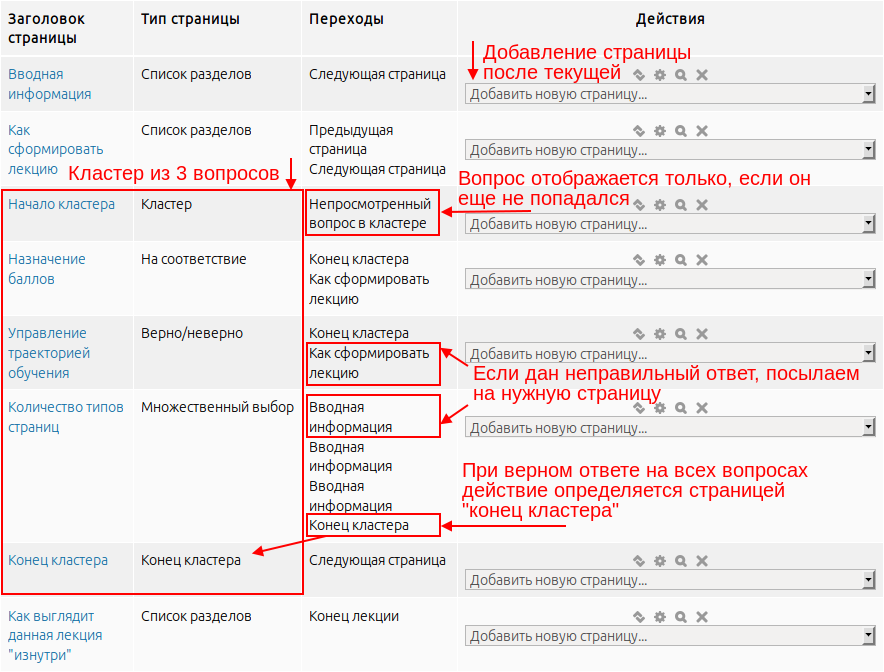 Заголовок страницы
Тип страницы
Переходы
Действия
Добавление страницы
после текущей
Вводная
информация
Список разделов
Следующая страница
Добавить новую страницу...
Как
сформировать
лекцию
Список разделов
Предыдущая
страница
Следующая страница
Добавить новую страницу...
Кластер из 3 вопросов
Вопрос отображается только, если он
еще не попадался
Начало кластера
Кластер
Непросмотренный
вопрос в кластере
Добавить новую страницу...
Назначение
баллов
На соответствие
Конец кластера
Как сформировать
лекцию
Добавить новую страницу...
Управление
траекторией
обучения
Верно/неверно
Конец кластера
Как сформировать
лекцию
Добавить новую страницу...
Если дан неправильный ответ, посылаем
на нужную страницу
Количество типов
страниц
Множественный выбор
Вводная
информация
Вводная
информация
Вводная
информация
Конец кластера
Добавить новую страницу...
При верном ответе на всех вопросах
действие определяется страницей
"конец кластера"
Конец кластера
Конец кластера
Следующая страница
Добавить новую страницу...
Как выглядит
данная лекция
"изнутри"
Список разделов
Конец лекции
Добавить новую страницу...